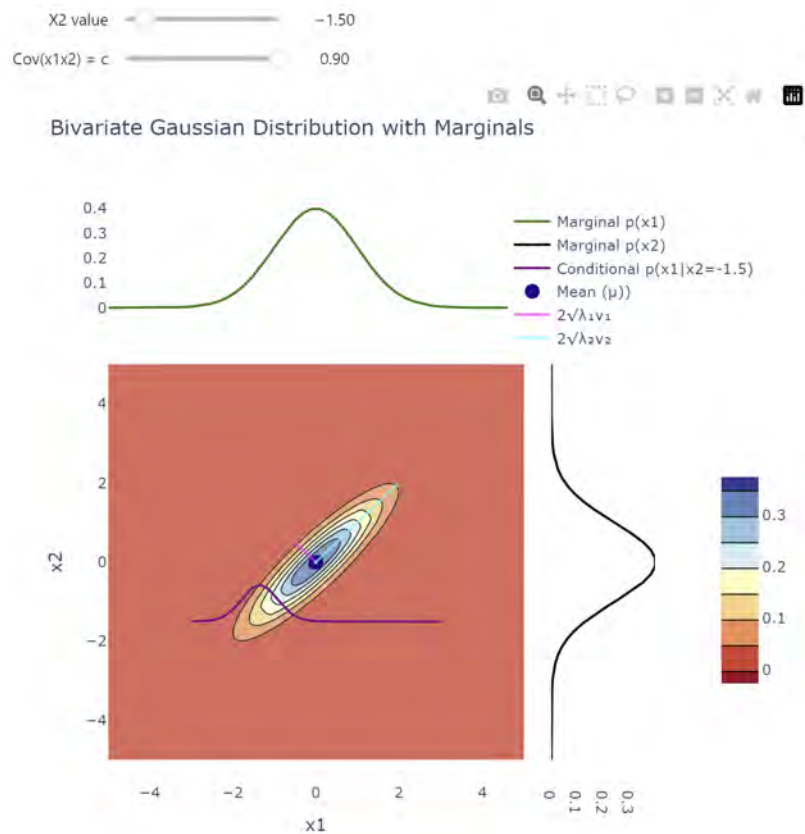 X2 value −1.50
Cov(x1x2) = c 0.90
Bivariate Gaussian Distribution with Marginals
0.4
0.3
0.2
0.1
0
Marginal p(x1)
Marginal p(x2)
Conditional p(x1|x2=-1.5)
Mean (μ))
2√λ₁v₁
2√λ₂v₂
4
2
0
−2
−4
x2
−4 −2 0 2 4
x1
0 0.1 0.2 0.3
0.3
0.2
0.1
0